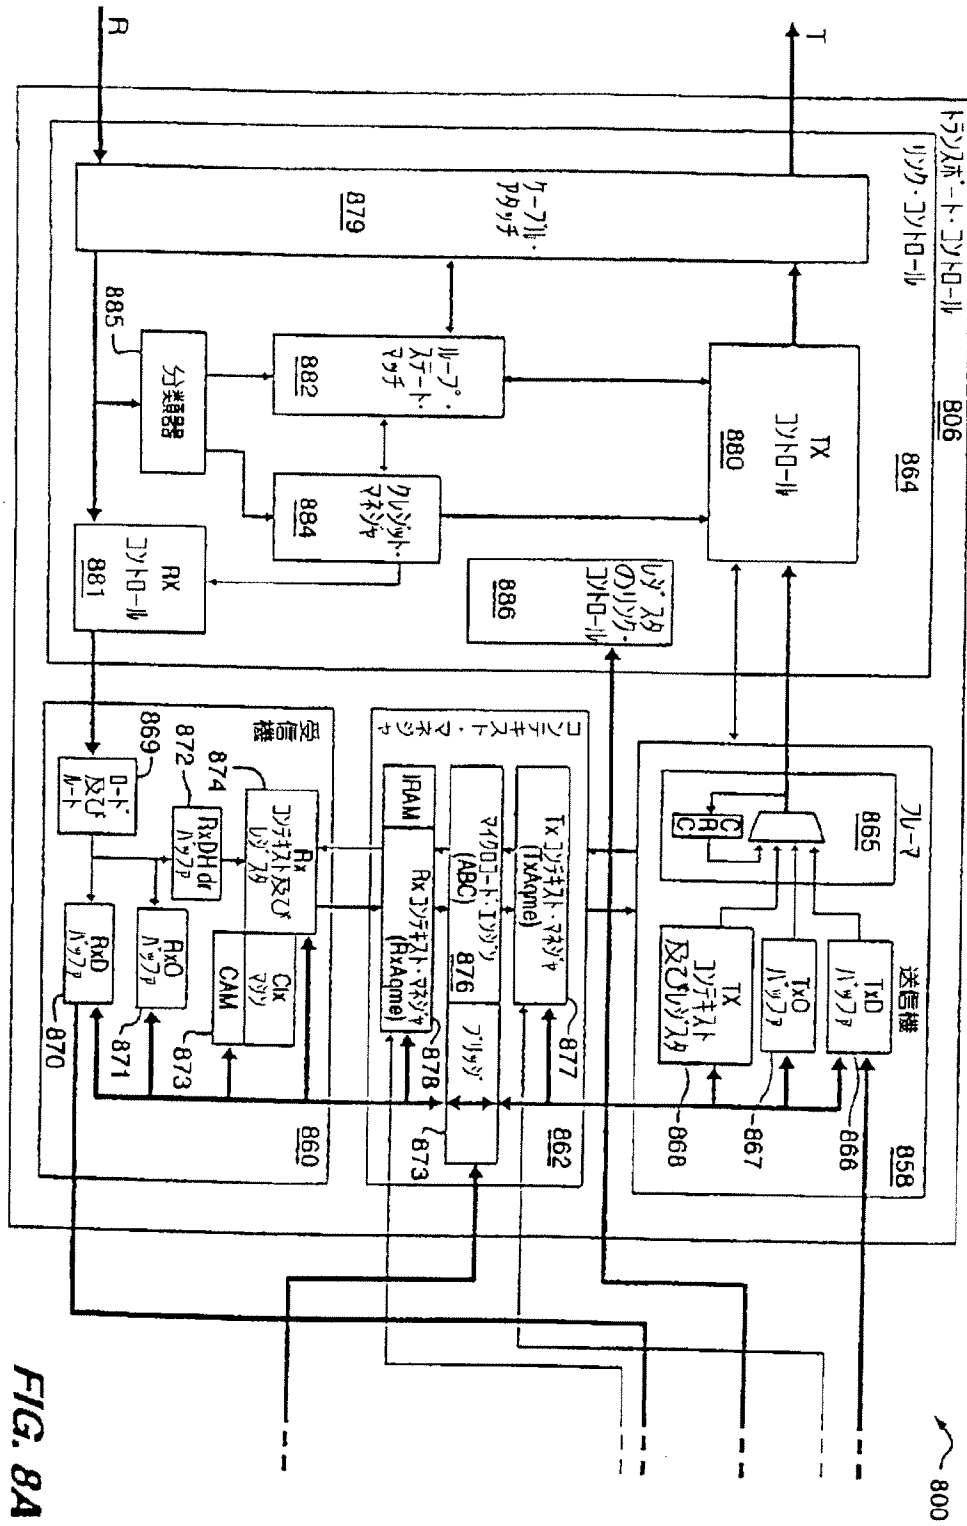 800
トランスポート・コントロール
806
リンク・コントロール
864
T
R
ケーブル・
アタッチ
879
TX
コントロール
880
ループ・
ステート・
マッチ
882
クレジット・
マネジャ
884
分類器
885
RX
コントロール
881
レジスタ
のリンク・
コントロール
886
送信機
858
フレーマ
865
CRC
TxD
バッファ
866
TxO
バッファ
867
TX
コンテキスト
及びレジスタ
868
コンテキスト・マネジャ
862
Txコンテキスト・マネジャ
(TxAqme)
877
マイクロコード・エンジン
(ABC)
876
ブリッジ
873
IRAM
Rxコンテキスト・マネジャ
(RxAqme)
878
受信機
860
Rx
コンテキスト及び
レジスタ
874
Ctx
マシン
CAM
873
RxDHdr
バッファ
872
ロード
及び
ルート
869
RxO
バッファ
871
RxD
バッファ
870
FIG. 8A